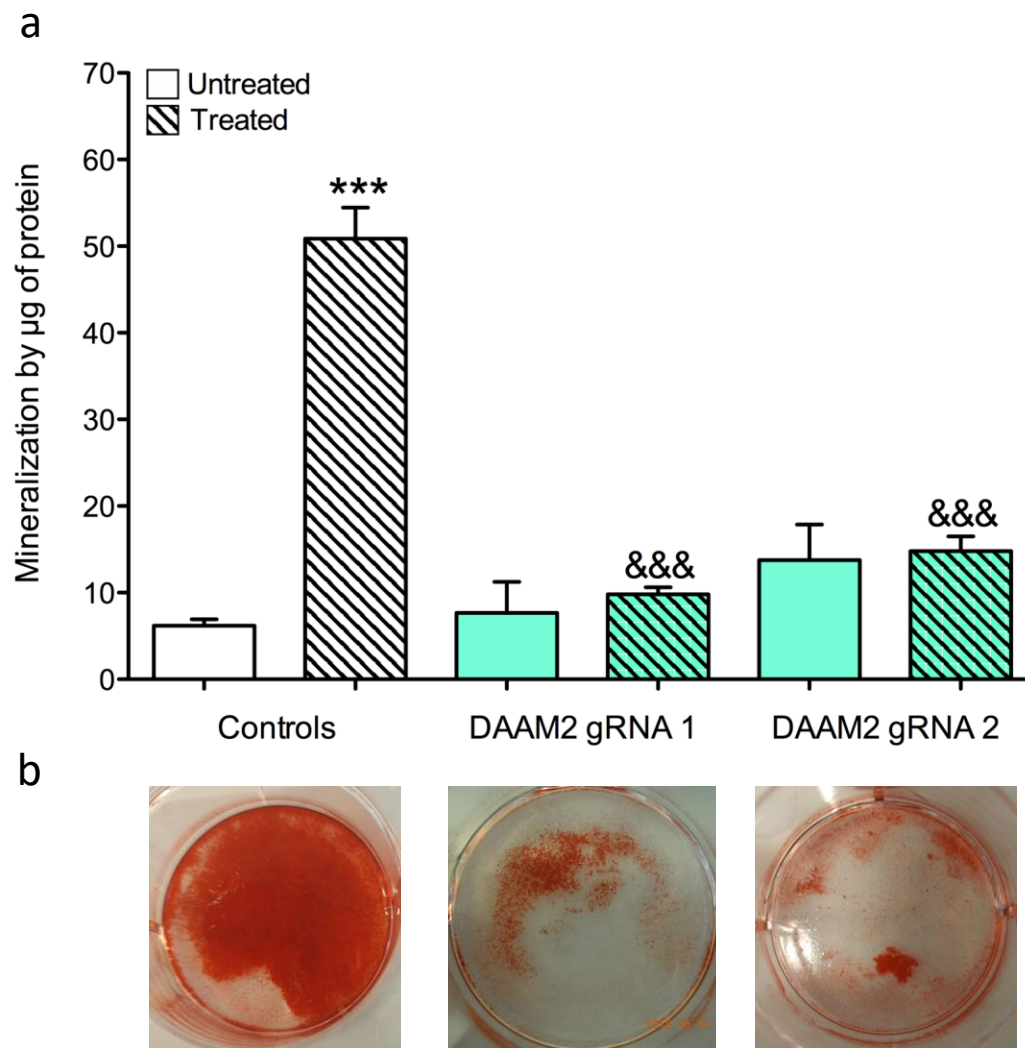 a
70
Untreated
Treated
60
***
50
40
30
20
&&&
&&&
10
0
Mineralization by µg of protein
Controls
DAAM2 gRNA 1
DAAM2 gRNA 2
b